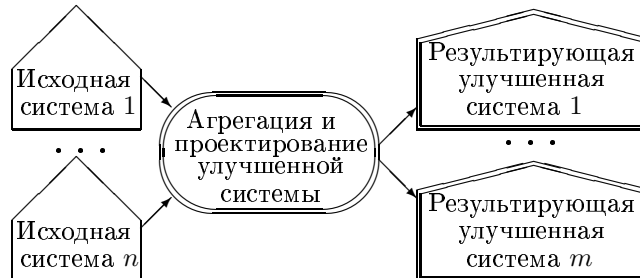 Исходная
система 1
. . .
Исходная
система n
Агрегация и
проектирование
улучшенной
системы
Результирующая
улучшенная
система 1
. . .
Результирующая
улучшенная
система m